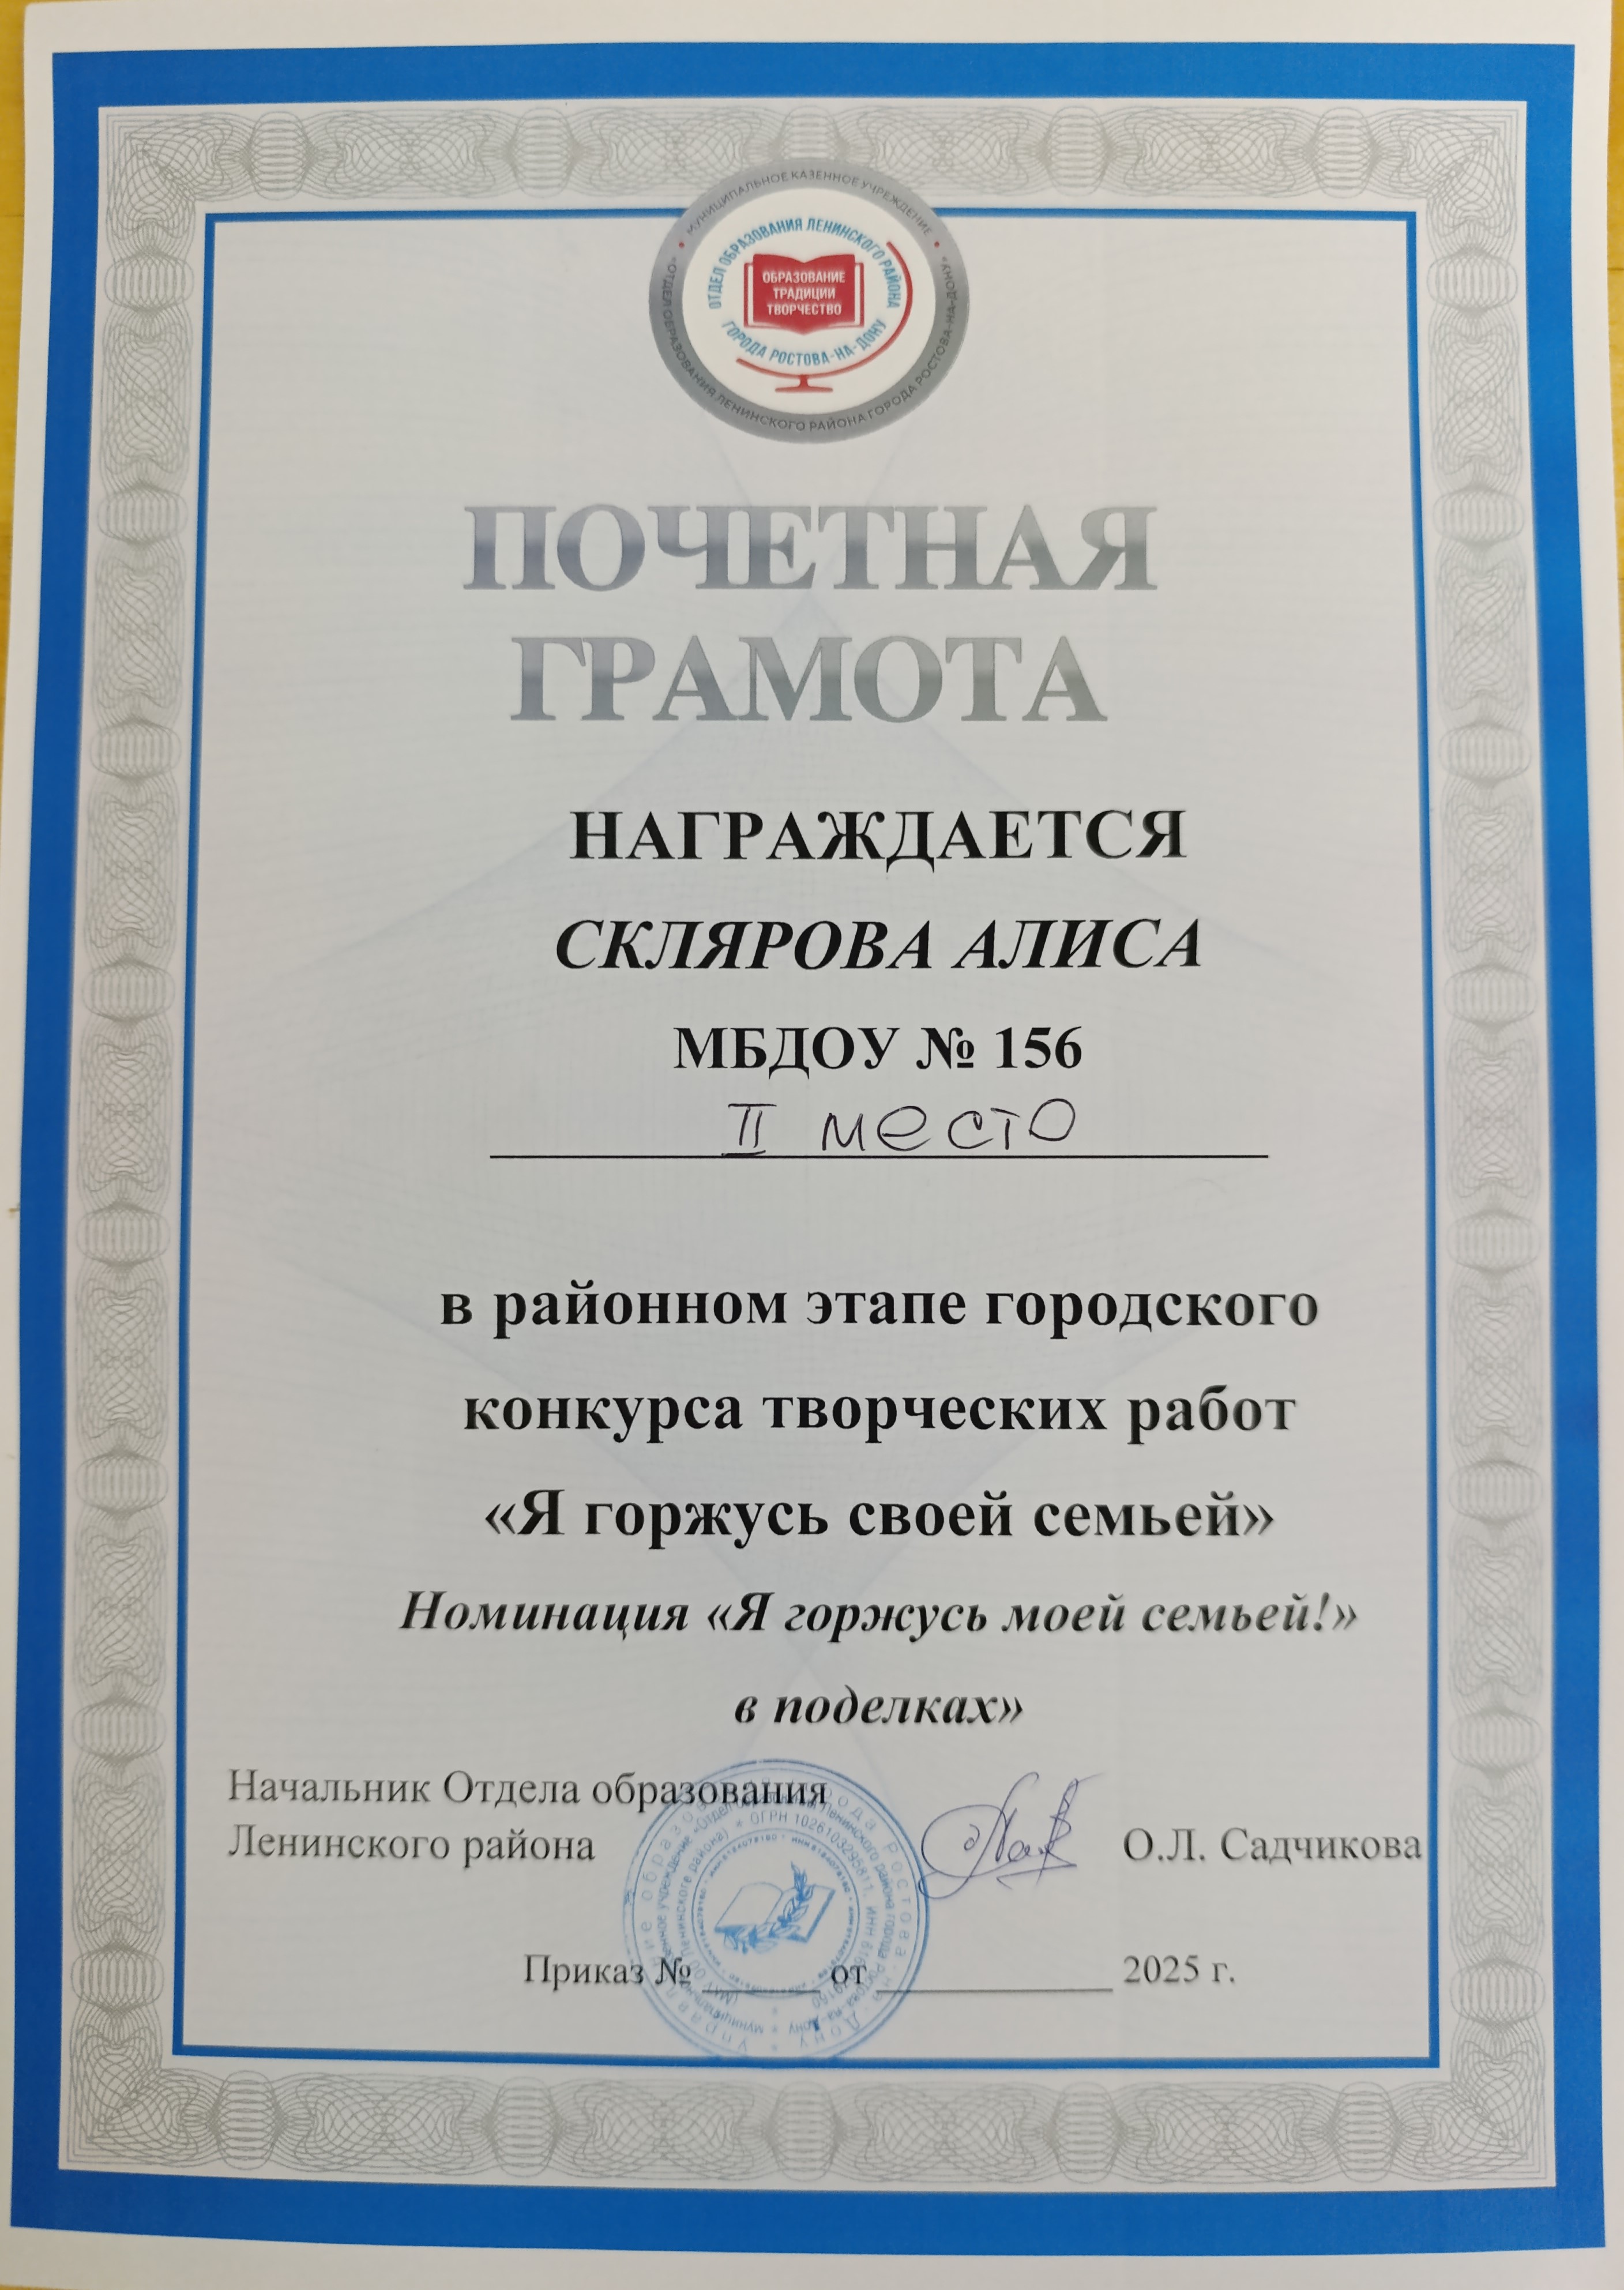 МУНИЦИПАЛЬНОЕ КАЗЕННОЕ УЧРЕЖДЕНИЕ
«ОТДЕЛ ОБРАЗОВАНИЯ ЛЕНИНСКОГО РАЙОНА ГОРОДА РОСТОВА-НА-ДОНУ»
ОТДЕЛ ОБРАЗОВАНИЯ ЛЕНИНСКОГО РАЙОНА
ГОРОДА РОСТОВА-НА-ДОНУ
ОБРАЗОВАНИЕ
ТРАДИЦИИ
ТВОРЧЕСТВО
ПОЧЕТНАЯ
ГРАМОТА
НАГРАЖДАЕТСЯ
СКЛЯРОВА АЛИСА
МБДОУ № 156
II место
в районном этапе городского
конкурса творческих работ
«Я горжусь своей семьей»
Номинация «Я горжусь моей семьей!»
в поделках»
Начальник Отдела образования
Ленинского района
О.Л. Садчикова
Приказ № ______ от ____________ 2025 г.